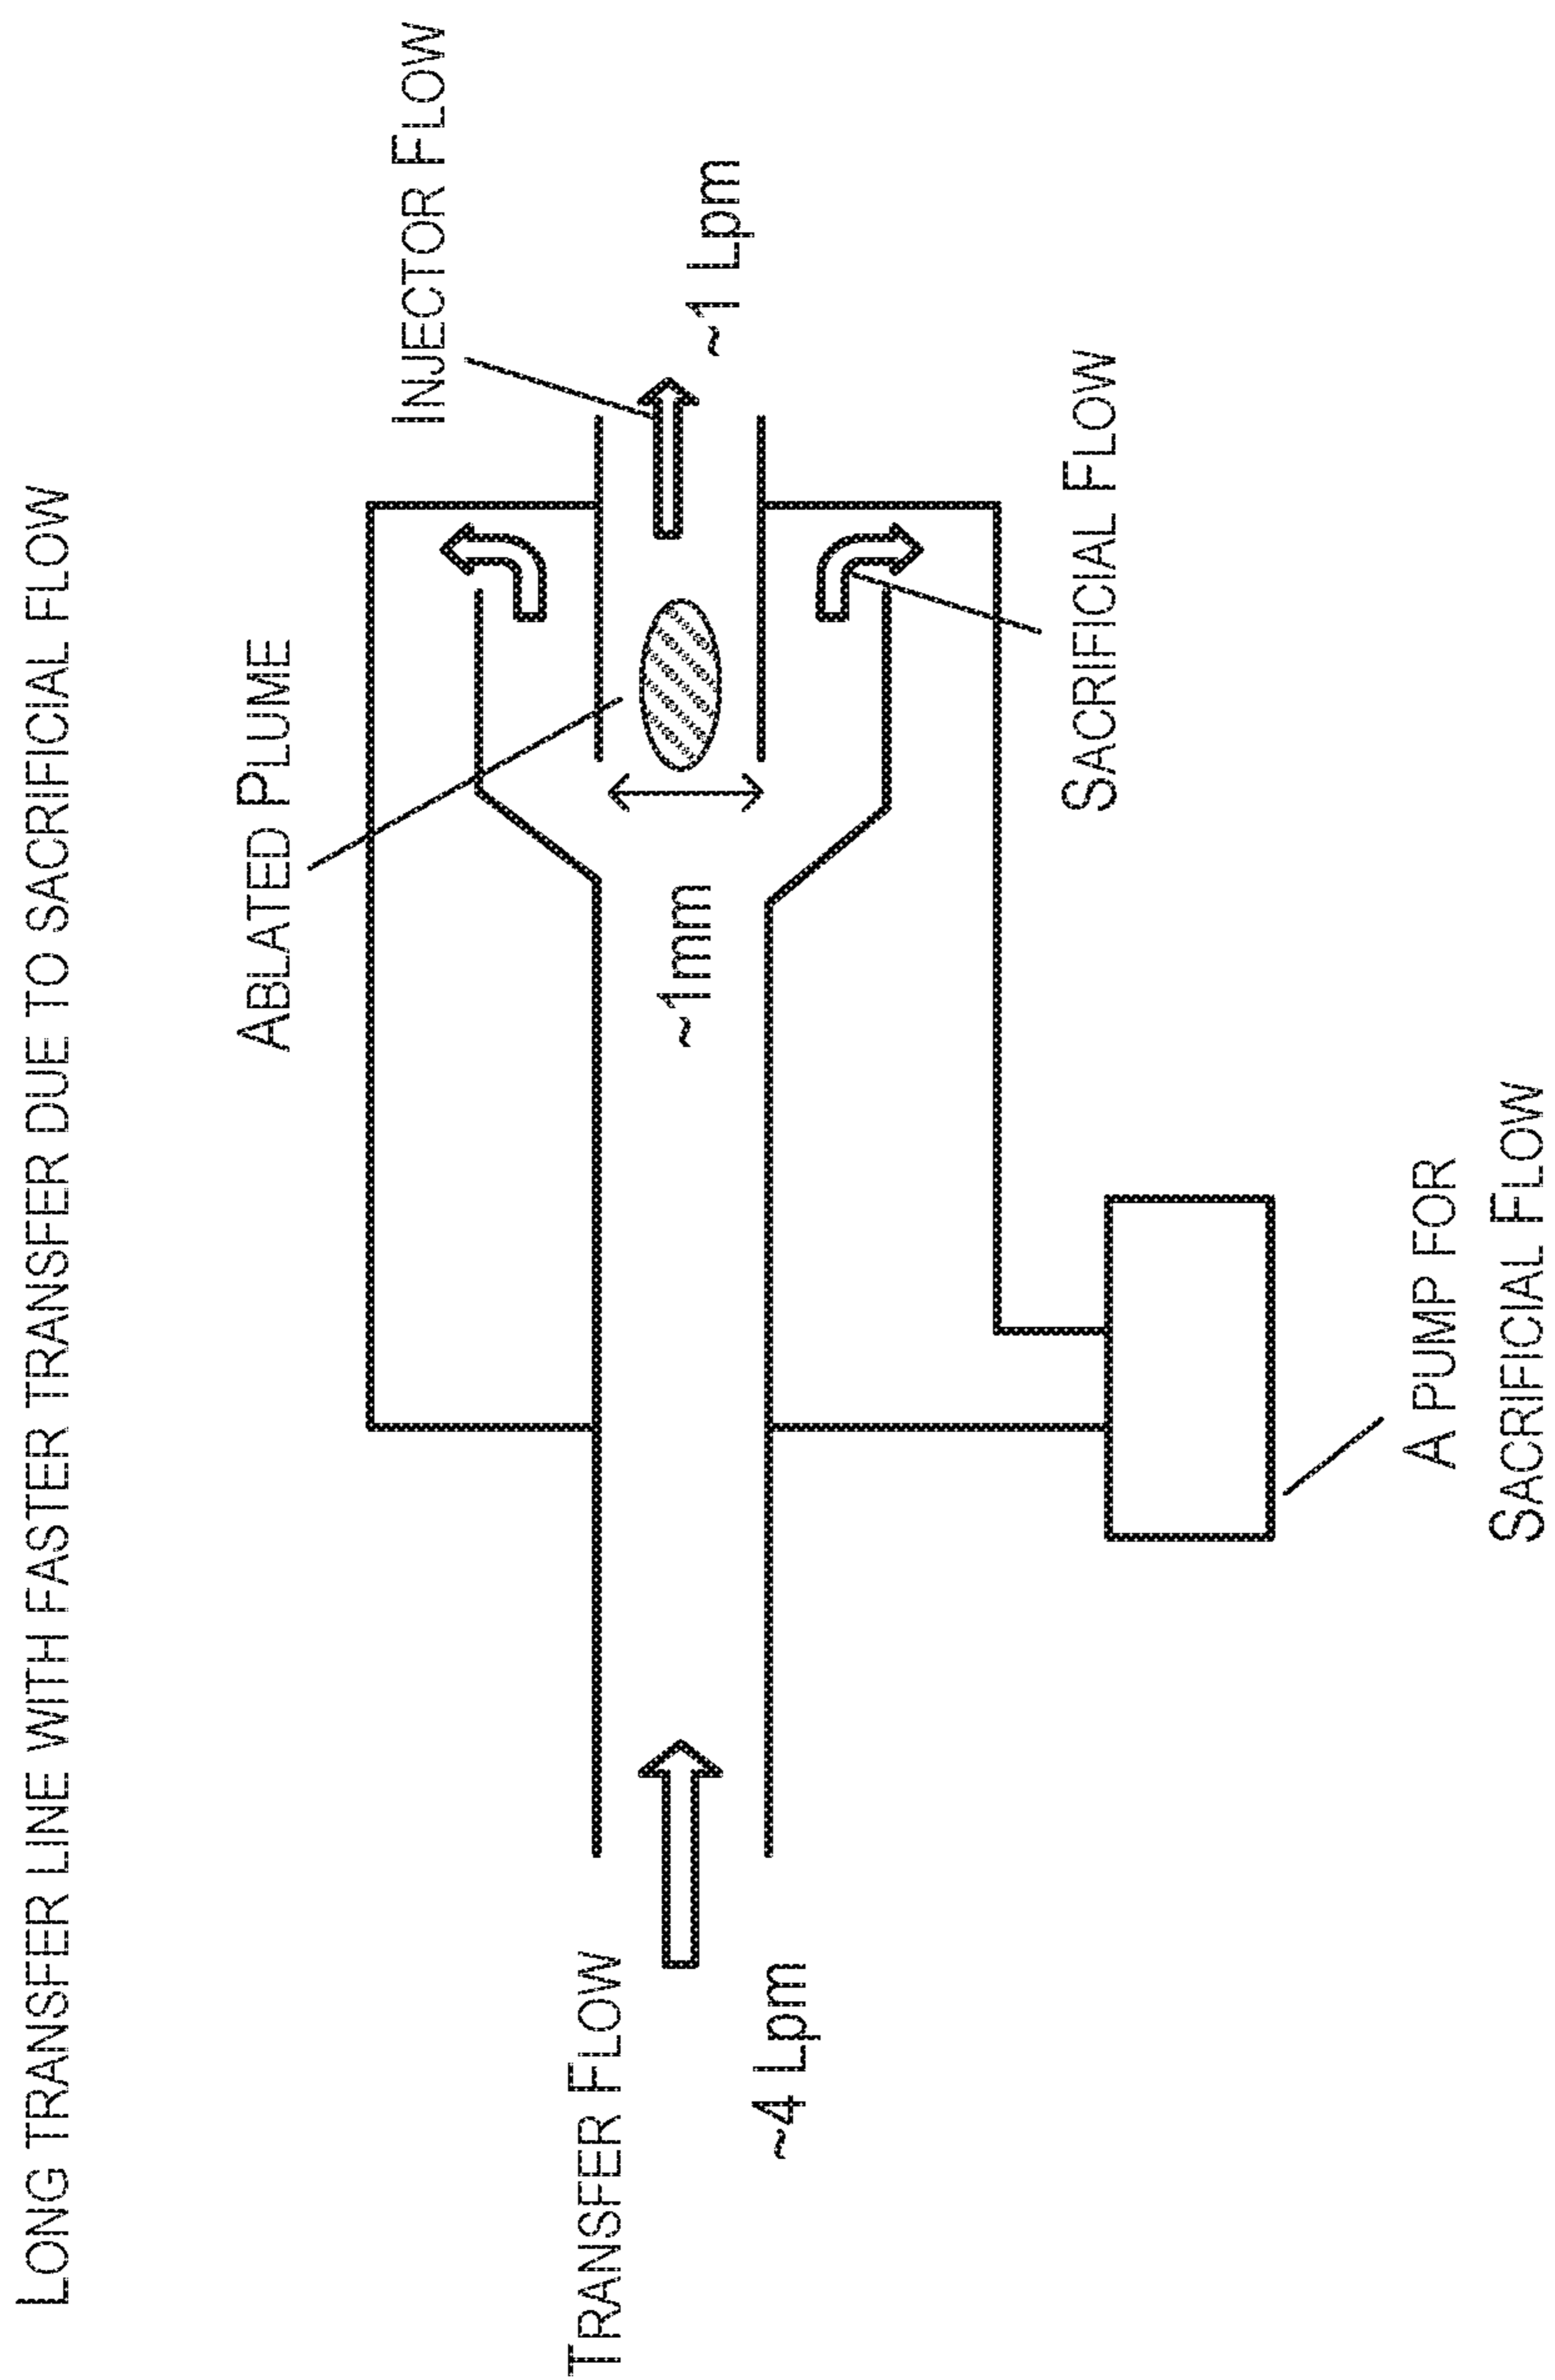 LONG TRANSFER LINE WITH FASTER TRANSFER DUE TO SACRIFICIAL FLOW
ABLATED PLUME
INJECTOR FLOW
TRANSFER FLOW
~1mm
~1 Lpm
~4 Lpm
SACRIFICIAL FLOW
A PUMP FOR
SACRIFICIAL FLOW